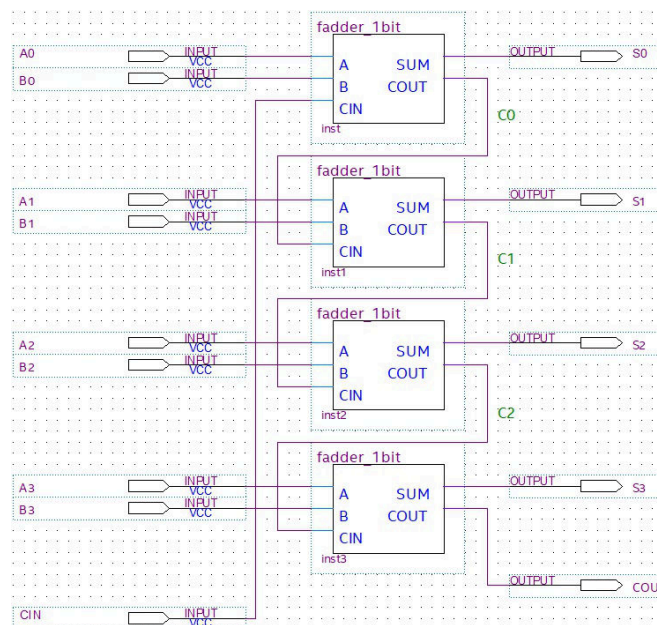 fadder_1bit
A0 INPUT VCC A SUM OUTPUT S0
B0 INPUT VCC B COUT
CIN
inst
C0
fadder_1bit
A1 INPUT VCC A SUM OUTPUT S1
B1 INPUT VCC B COUT
CIN
inst1
C1
fadder_1bit
A2 INPUT VCC A SUM OUTPUT S2
B2 INPUT VCC B COUT
CIN
inst2
C2
fadder_1bit
A3 INPUT VCC A SUM OUTPUT S3
B3 INPUT VCC B COUT
CIN
inst3
OUTPUT COU
CIN INPUT VCC